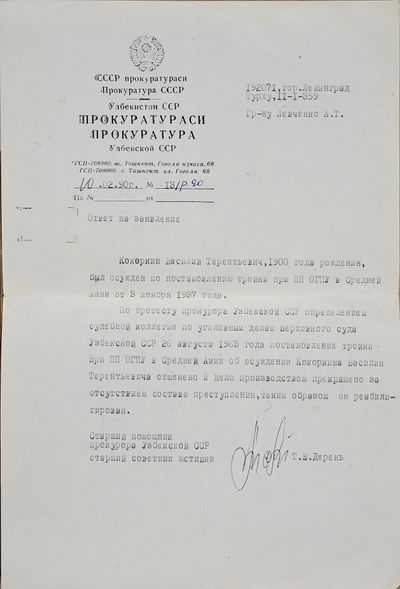 СССР прокуратураси
Прокуратура СССР
Узбекистон ССР
ПРОКУРАТУРАСИ
ПРОКУРАТУРА
Узбекской ССР
ГСП-700000, ш. Тошкент, Гоголь кучаси, 66
ГСП-700000, г. Ташкент, ул. Гоголя, 66
10.02.90г. № 13/р.90
На № от
192071, гор.Ленинград
Гр-ну Левченко А.Т.
Ответ на заявление
Кокоркин Василий Терентьевич,1900 года рождения,
был осужден по постановлению тройки при ПП ОГПУ в Средней
Азии от 3 ноября 1937 года.
По протесту прокурора Узбекской ССР определением
судебной коллегии по уголовным делам Верховного суда
Узбекской ССР 26 августа 1963 года постановление тройки
при ПП ОГПУ в Средней Азии об осуждении Кокоркина Василия
Терентьевича отменено и дело производством прекращено за
отсутствием состава преступления,таким образом он реабили-
тирован.
Старший помощник
прокурора Узбекской ССР
старший советник юстиции Т.В.Дерень